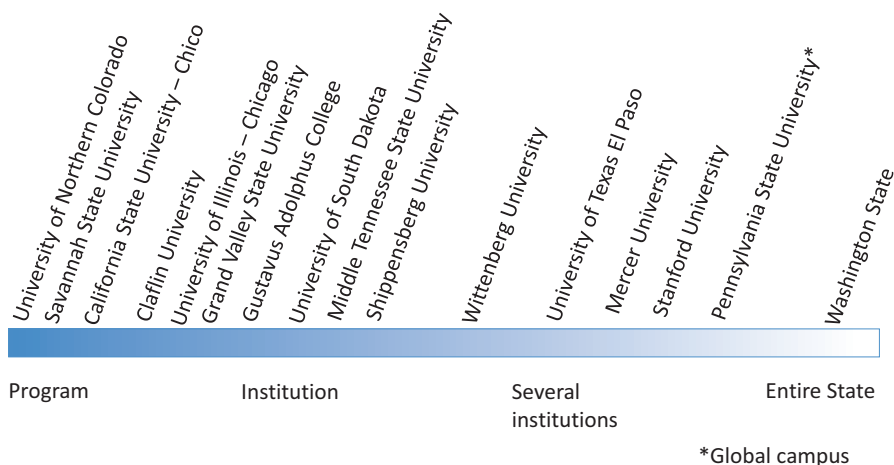 University of Northern Colorado
Savannah State University
California State University – Chico
Claflin University
University of Illinois – Chicago
Grand Valley State University
Gustavus Adolphus College
University of South Dakota
Middle Tennessee State University
Shippensberg University
Wittenberg University
University of Texas El Paso
Mercer University
Stanford University
Pennsylvania State University*
Washington State
Program
Institution
Several
institutions
Entire State
*Global campus